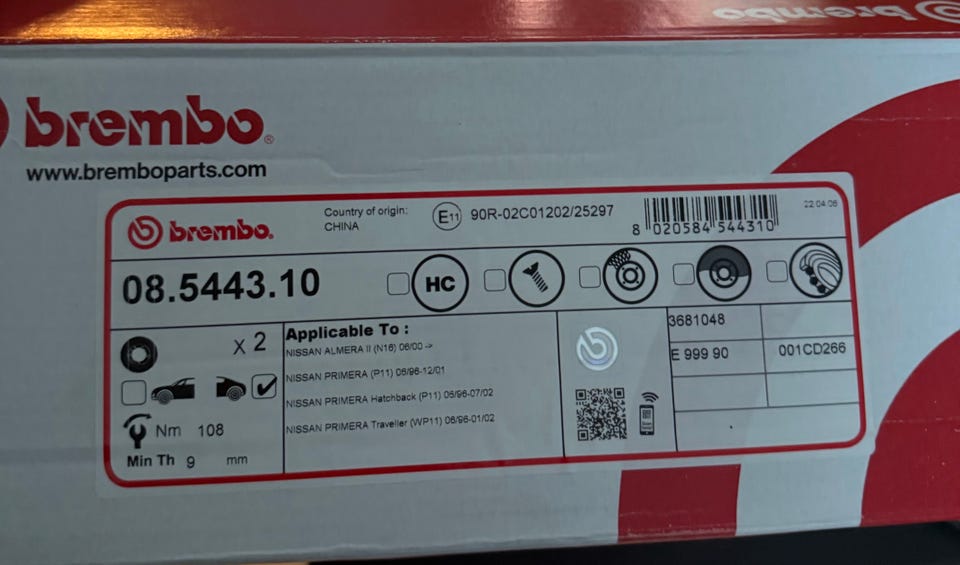 brembo
brembo®
www.bremboparts.com
brembo.
Country of origin:
CHINA
E11
90R-02C01202/25297
8 020584 544310
22.04.06
08.5443.10
HC
x 2
Nm 108
Min Th 9 mm
Applicable To :
NISSAN ALMERA II (N16) 06/00 ->
NISSAN PRIMERA (P11) 06/96-12/01
NISSAN PRIMERA Hatchback (P11) 06/96-07/02
NISSAN PRIMERA Traveller (WP11) 06/96-01/02
3681048
E 999 90
001CD266